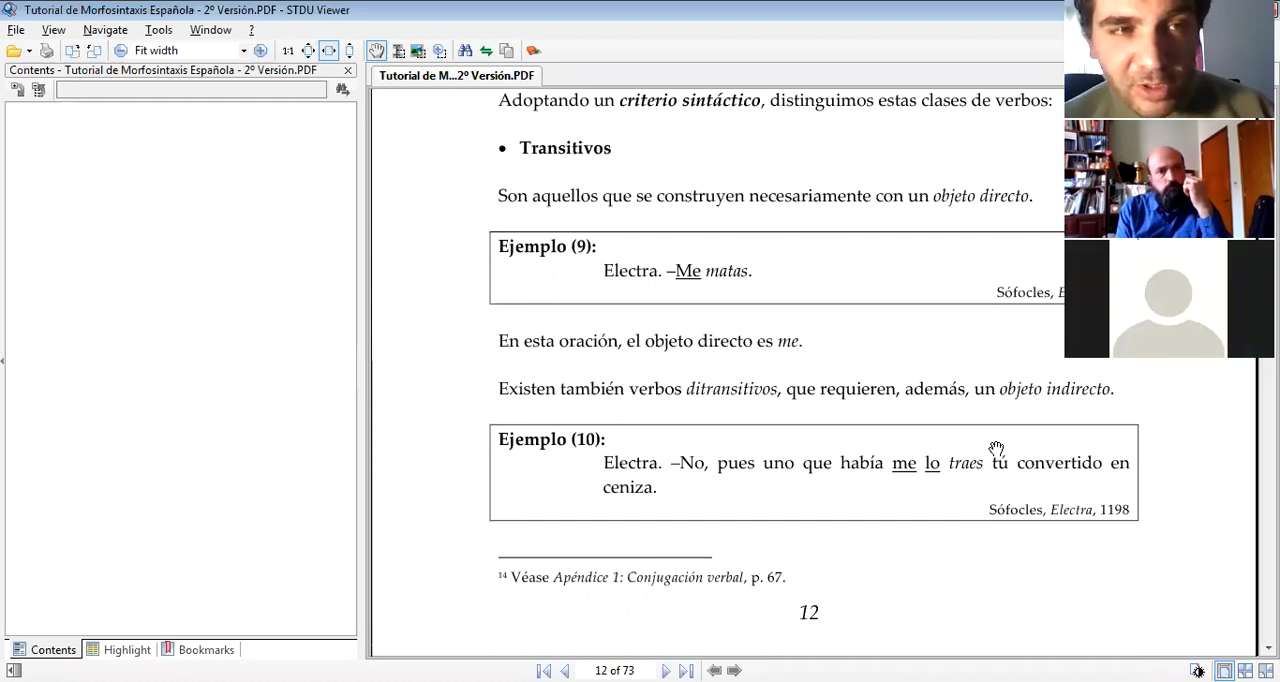 Tutorial de Morfosintaxis Española - 2º Versión.PDF - STDU Viewer
File View Navigate Tools Window ?
Fit width
1:1
Contents - Tutorial de Morfosintaxis Española - 2º Versión.PDF
Tutorial de M...2º Versión.PDF
Adoptando un criterio sintáctico, distinguimos estas clases de verbos:
• Transitivos
Son aquellos que se construyen necesariamente con un objeto directo.
Ejemplo (9):
Electra. –Me matas.
Sófocles,
En esta oración, el objeto directo es me.
Existen también verbos ditransitivos, que requieren, además, un objeto indirecto.
Ejemplo (10):
Electra. –No, pues uno que había me lo traes tú convertido en
ceniza.
Sófocles, Electra, 1198
14 Véase Apéndice 1: Conjugación verbal, p. 67.
12
Contents Highlight Bookmarks
12 of 73